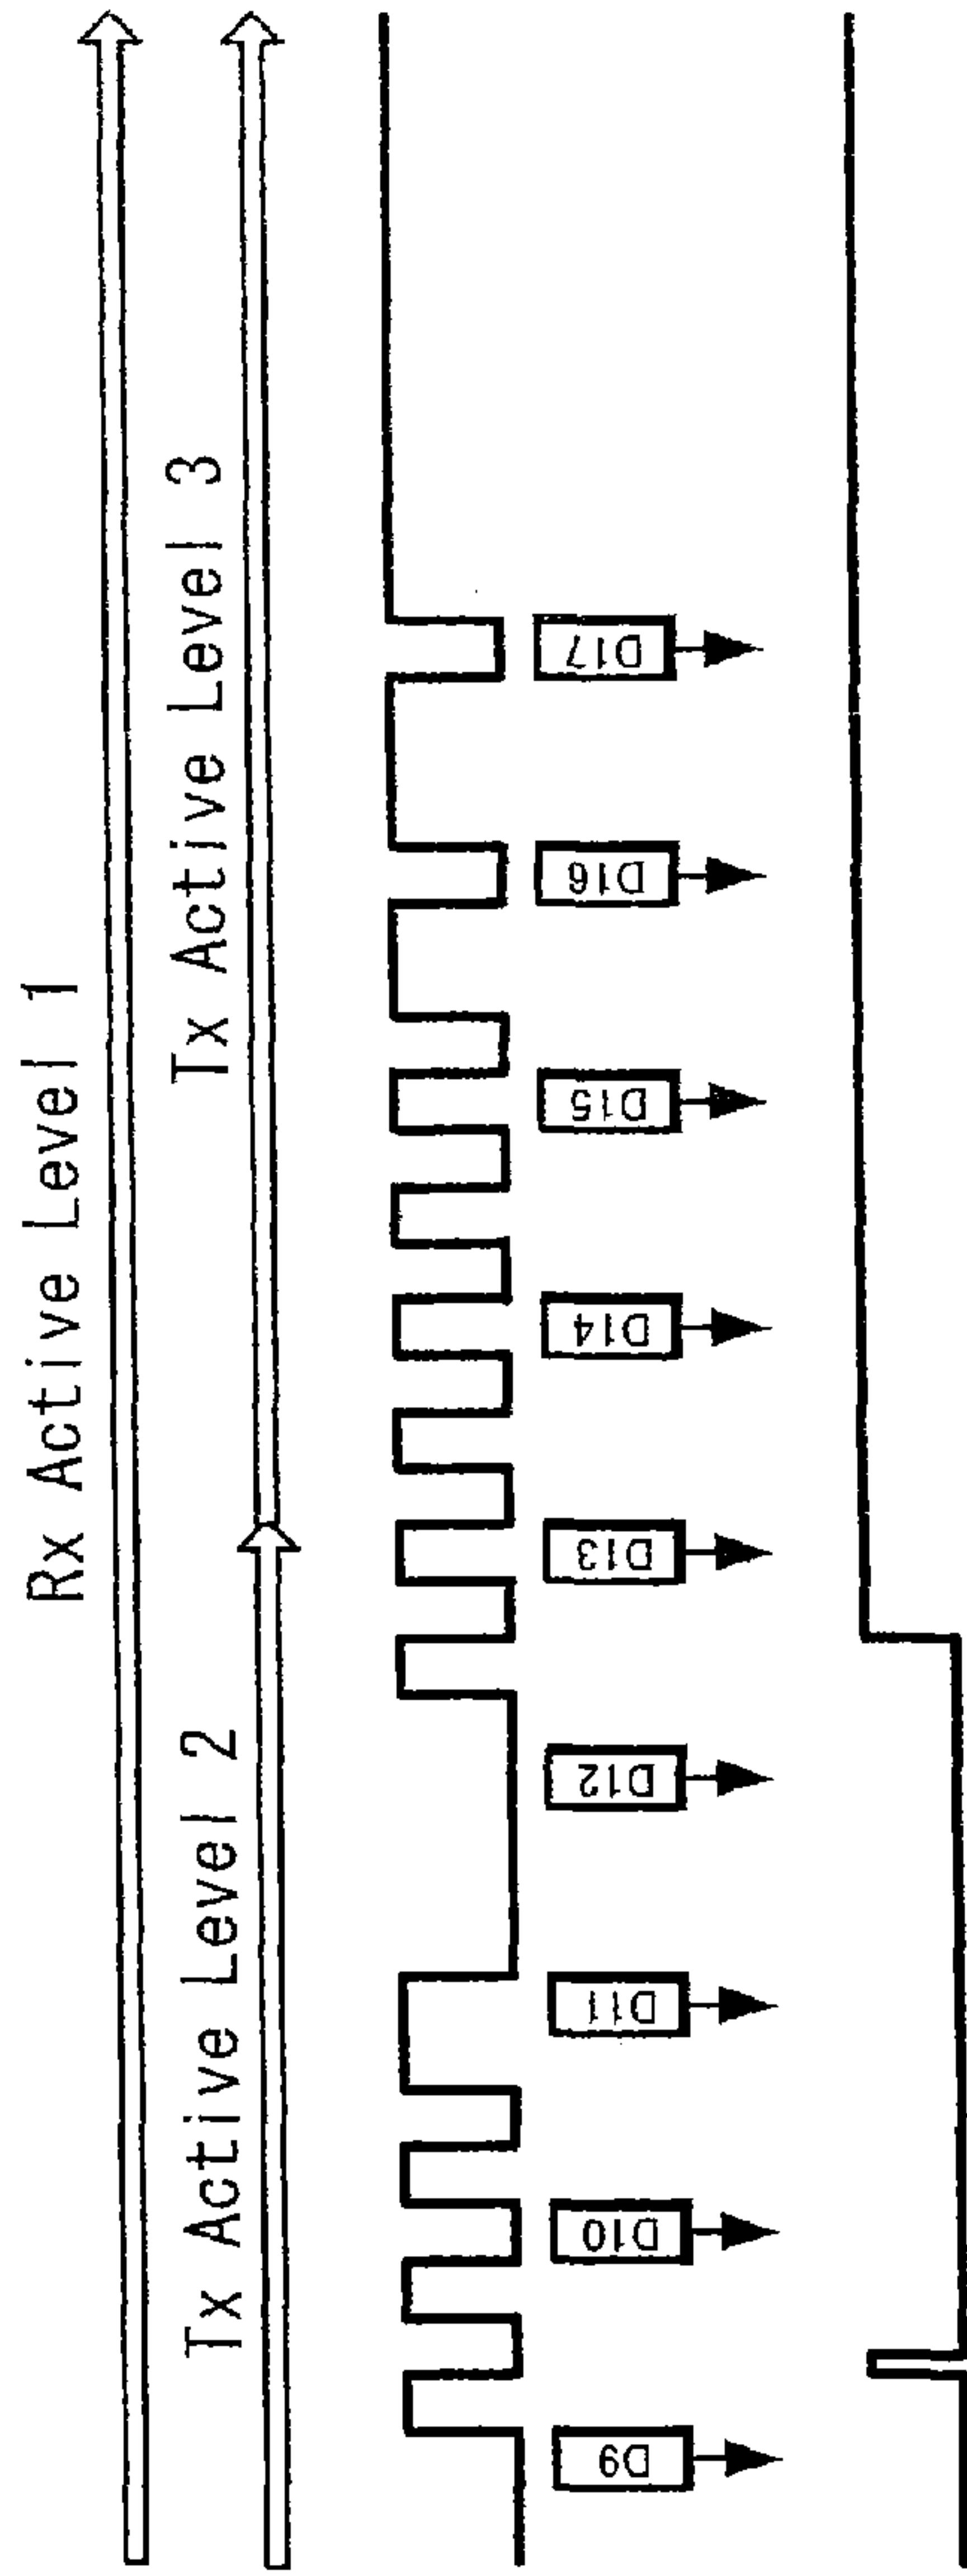 Rx Active Level 1
Tx Active Level 2
Tx Active Level 3
D9
D10
D11
D12
D13
D14
D15
D16
D17